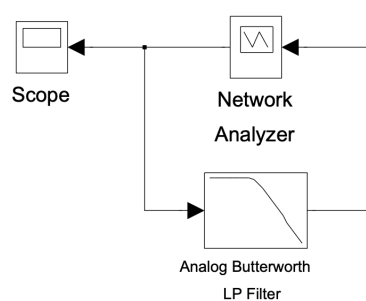 Scope
Network
Analyzer
Analog Butterworth
LP Filter